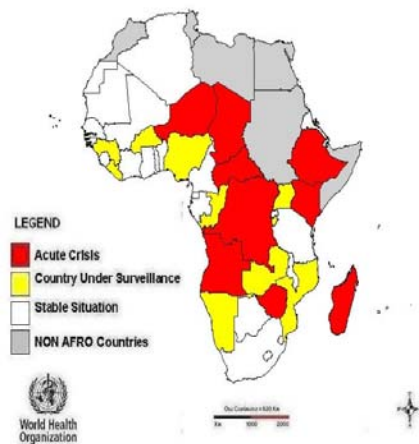 LEGEND
Acute Crisis
Country Under Surveillance
Stable Situation
NON AFRO Countries
World Health
Organization